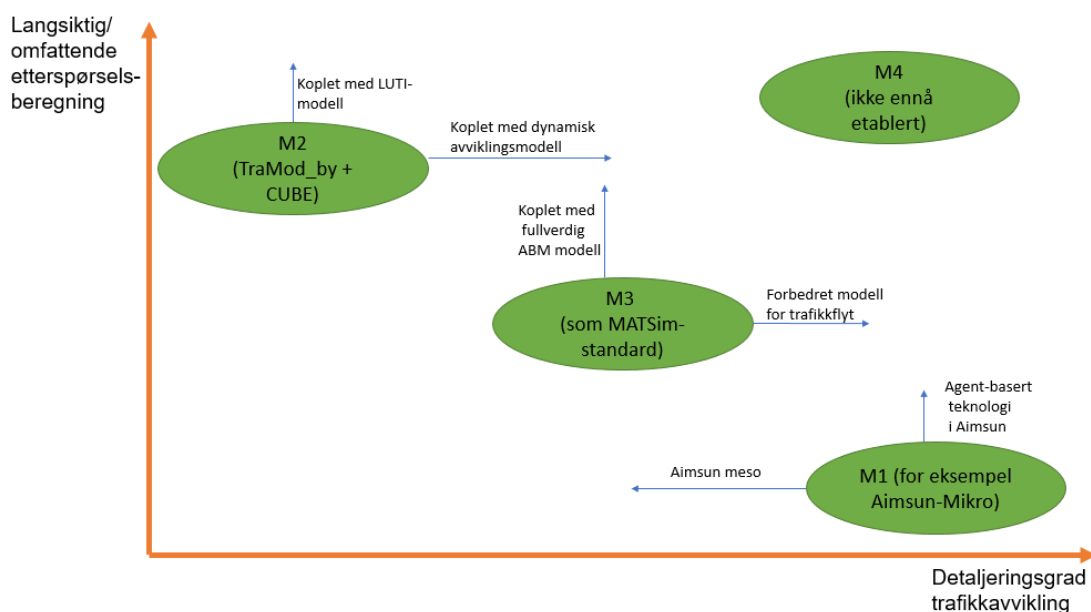 Langsiktig/
omfattende
etterspørsels-
beregning
Koplet med LUTI-
modell
M2
(TraMod_by +
CUBE)
Koplet med dynamisk
avviklingsmodell
M4
(ikke ennå
etablert)
Koplet med
fullverdig
ABM modell
M3
(som MATSim-
standard)
Forbedret modell
for trafikkflyt
Agent-basert
teknologi
i Aimsun
Aimsun meso
M1 (for eksempel
Aimsun-Mikro)
Detaljeringsgrad
trafikkavvikling